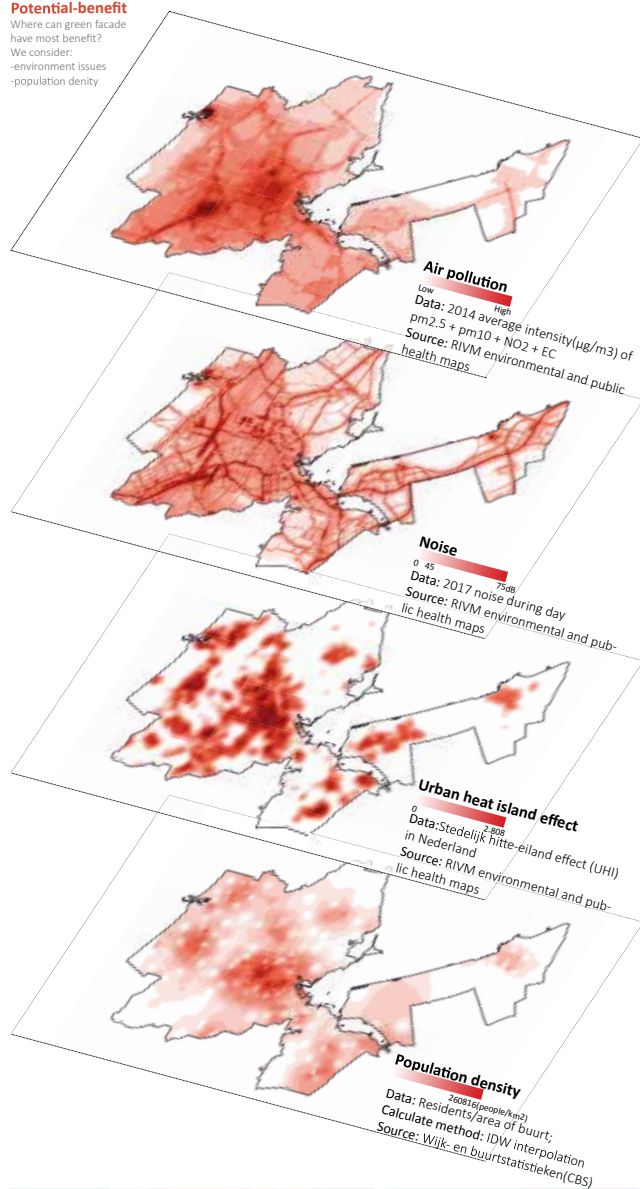 Potential-benefit
Where can green facade
have most benefit?
We consider:
-environment issues
-population denity
Air pollution
Low
High
Data: 2014 average intensity(µg/m3) of
pm2.5 + pm10 + NO2 + EC
Source: RIVM environmental and public
health maps
Noise
0 45
75dB
Data: 2017 noise during day
Source: RIVM environmental and pub-
lic health maps
Urban heat island effect
0
2.808
Data:Stedelijk hitte-eiland effect (UHI)
in Nederland
Source: RIVM environmental and pub-
lic health maps
Population density
260816(people/km2)
Data: Residents/area of buurt;
Calculate method: IDW interpolation
Source: Wijk- en buurtstatistieken(CBS)